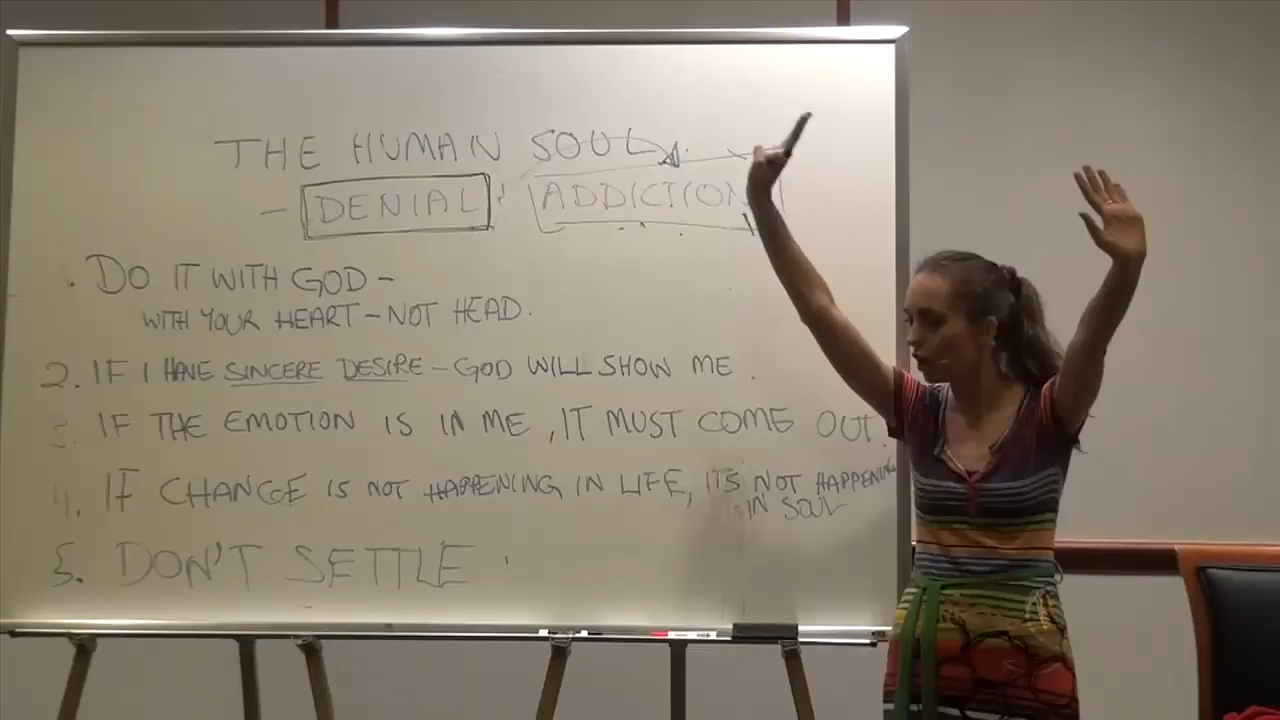 THE HUMAN SOUL
- DENIAL ADDICTION
1. DO IT WITH GOD -
WITH YOUR HEART - NOT HEAD.
2. IF I HAVE SINCERE DESIRE - GOD WILL SHOW ME.
3. IF THE EMOTION IS IN ME, IT MUST COME OUT.
4. IF CHANGE IS NOT HAPPENING IN LIFE, ITS NOT HAPPENING
IN SOUL
5. DON'T SETTLE